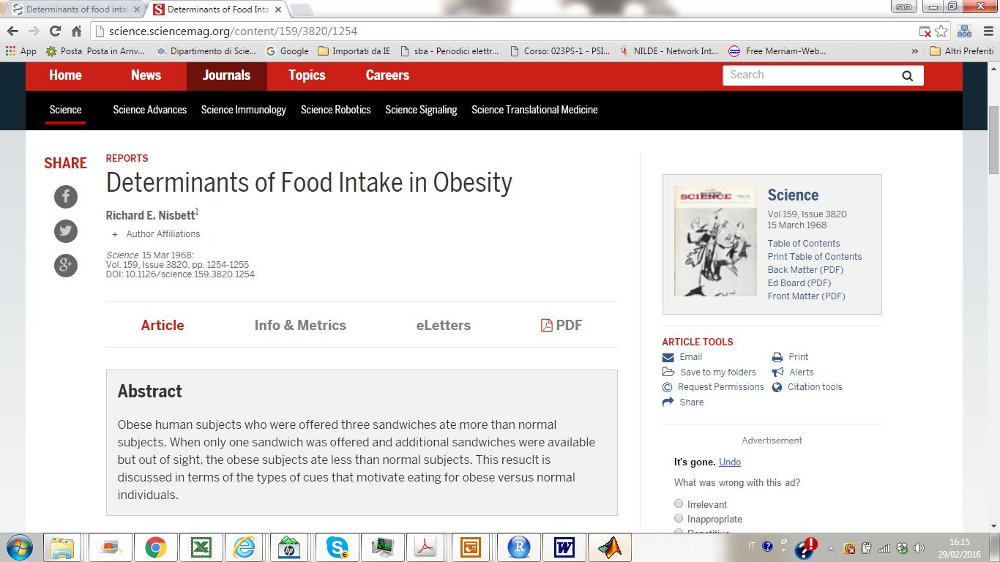 Determinants of food intal
Determinants of Food Inta
sara
science.sciencemag.org/content/159/3820/1254
App
Posta Posta in Arriv...
Dipartimento di Scie...
Google
Importati da IE
sba - Periodici elettr...
Corso: 023PS-1 - PSI...
NILDE - Network Int...
Free Merriam-Web...
»
Altri Preferiti
Home
News
Journals
Topics
Careers
Search
Science
Science Advances
Science Immunology
Science Robotics
Science Signaling
Science Translational Medicine
SHARE
REPORTS
Determinants of Food Intake in Obesity
Richard E. Nisbett1
+ Author Affiliations
Science 15 Mar 1968:
Vol. 159, Issue 3820, pp. 1254-1255
DOI: 10.1126/science.159.3820.1254
Article
Info & Metrics
eLetters
PDF
Abstract
Obese human subjects who were offered three sandwiches ate more than normal
subjects. When only one sandwich was offered and additional sandwiches were available
but out of sight, the obese subjects ate less than normal subjects. This resuclt is
discussed in terms of the types of cues that motivate eating for obese versus normal
individuals.
SCIENCE
Science
Vol 159, Issue 3820
15 March 1968
Table of Contents
Print Table of Contents
Back Matter (PDF)
Ed Board (PDF)
Front Matter (PDF)
ARTICLE TOOLS
Email
Print
Save to my folders
Alerts
Request Permissions
Citation tools
Share
Advertisement
It's gone. Undo
What was wrong with this ad?
Irrelevant
Inappropriate
Repetitive
IT
16:15
29/02/2016